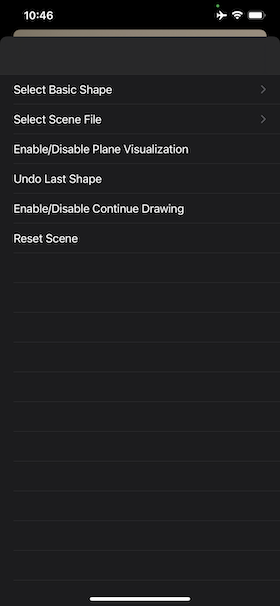 10:46
Select Basic Shape
Select Scene File
Enable/Disable Plane Visualization
Undo Last Shape
Enable/Disable Continue Drawing
Reset Scene